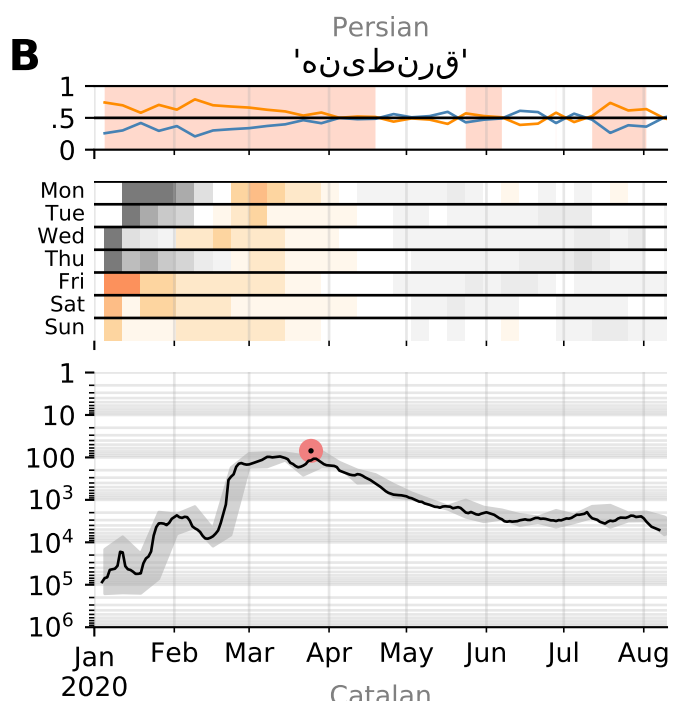 B
Persian
'قرنطینه'
1
.5
0
Mon
Tue
Wed
Thu
Fri
Sat
Sun
1
10
100
10³
10⁴
10⁵
10⁶
Jan Feb Mar Apr May Jun Jul Aug
2020
Catalan